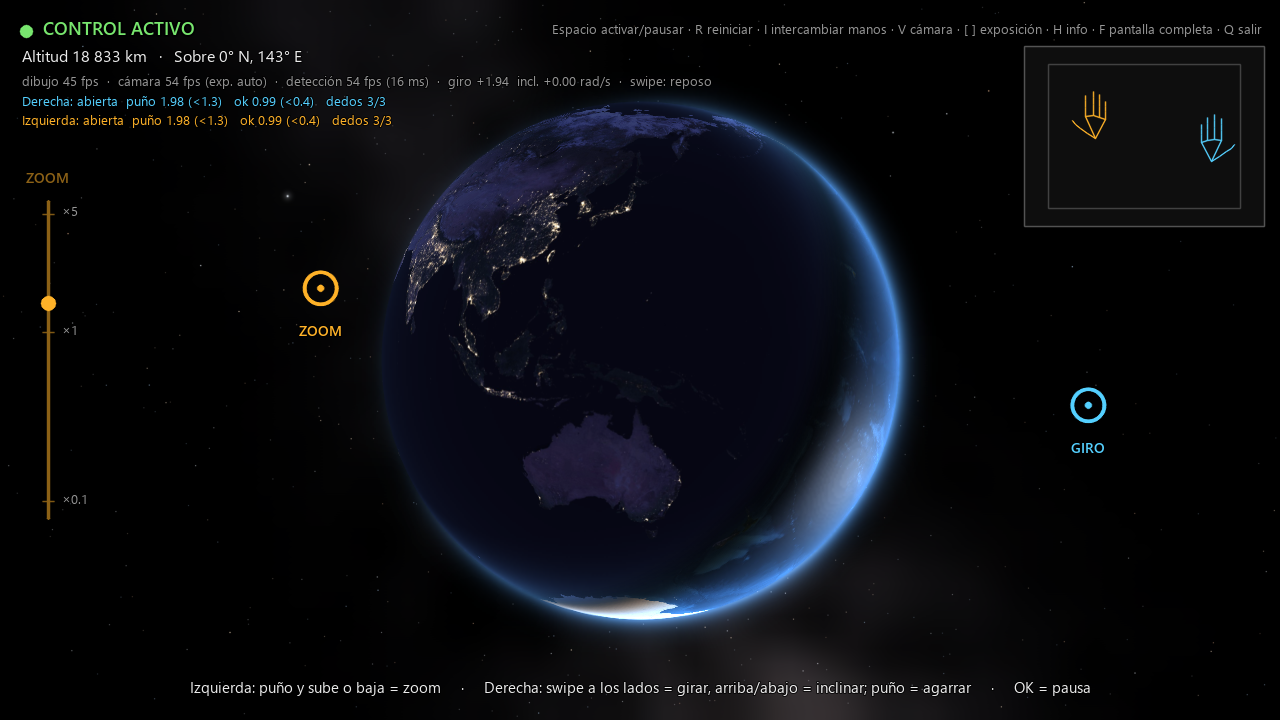 CONTROL ACTIVO
Espacio activar/pausar · R reiniciar · I intercambiar manos · V cámara · [ ] exposición · H info · F pantalla completa · Q salir
Altitud 18 833 km · Sobre 0° N, 143° E
dibujo 45 fps · cámara 54 fps (exp. auto) · detección 54 fps (16 ms) · giro +1.94 incl. +0.00 rad/s · swipe: reposo
Derecha: abierta puño 1.98 (<1.3) ok 0.99 (<0.4) dedos 3/3
Izquierda: abierta puño 1.98 (<1.3) ok 0.99 (<0.4) dedos 3/3
ZOOM
×5
×1
×0.1
ZOOM
GIRO
Izquierda: puño y sube o baja = zoom · Derecha: swipe a los lados = girar, arriba/abajo = inclinar; puño = agarrar · OK = pausa